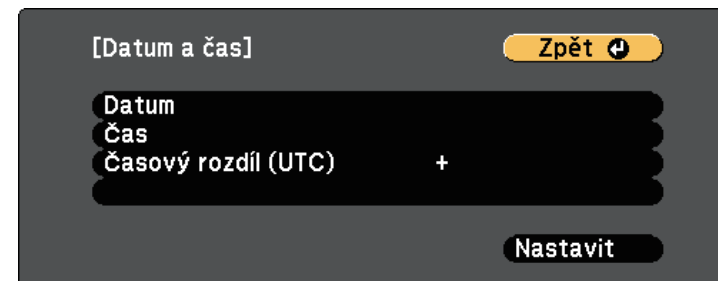 [Datum a čas]
Zpět
Datum
Čas
Časový rozdíl (UTC) +
Nastavit